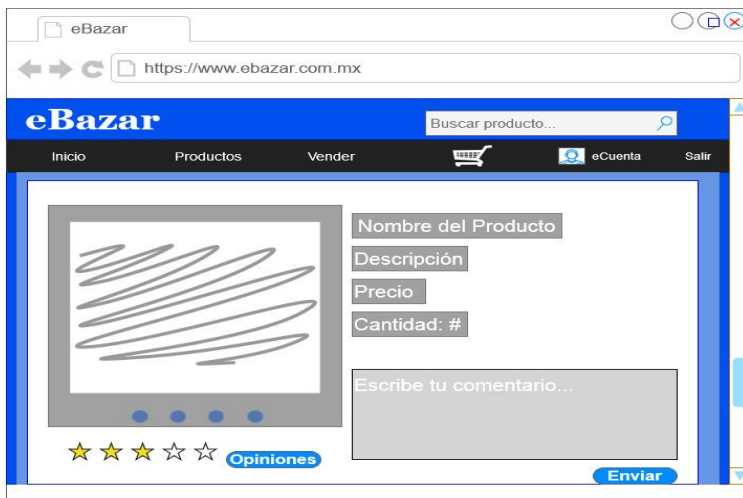 eBazar
https://www.ebazar.com.mx
eBazar
Buscar producto...
Inicio Productos Vender eCuenta Salir
Nombre del Producto
Descripción
Precio
Cantidad: #
Escribe tu comentario...
Opiniones
Enviar